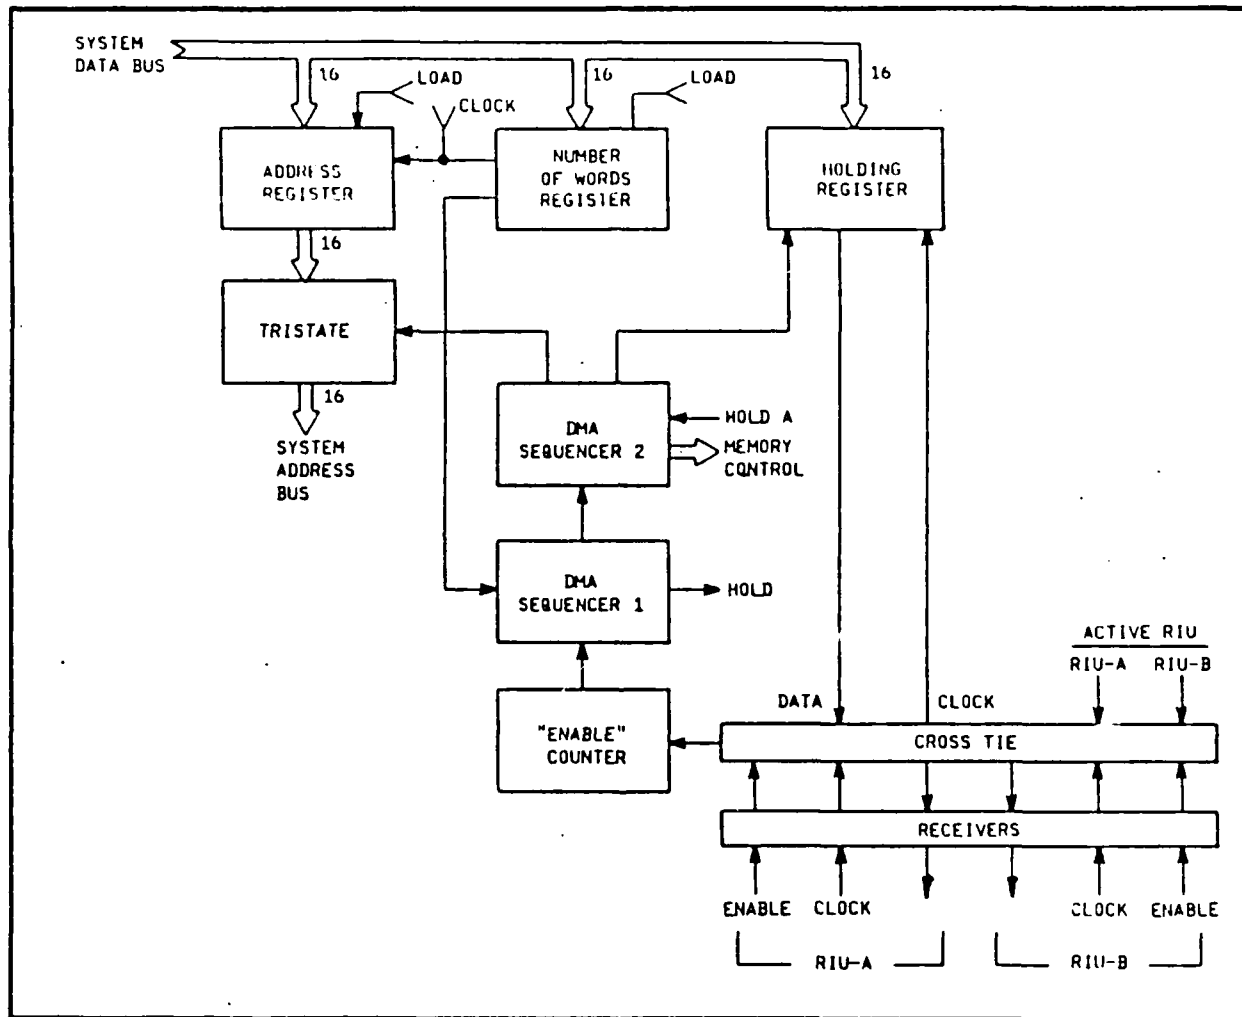 SYSTEM
DATA BUS
16
LOAD
CLOCK
16
LOAD
16
ADDRESS
REGISTER
NUMBER
OF WORDS
REGISTER
HOLDING
REGISTER
16
TRISTATE
16
SYSTEM
ADDRESS
BUS
DMA
SEQUENCER 2
HOLD A
MEMORY
CONTROL
DMA
SEQUENCER 1
HOLD
ACTIVE RIU
RIU-A RIU-B
"ENABLE"
COUNTER
DATA
CLOCK
CROSS TIE
RECEIVERS
ENABLE CLOCK
CLOCK ENABLE
RIU-A
RIU-B